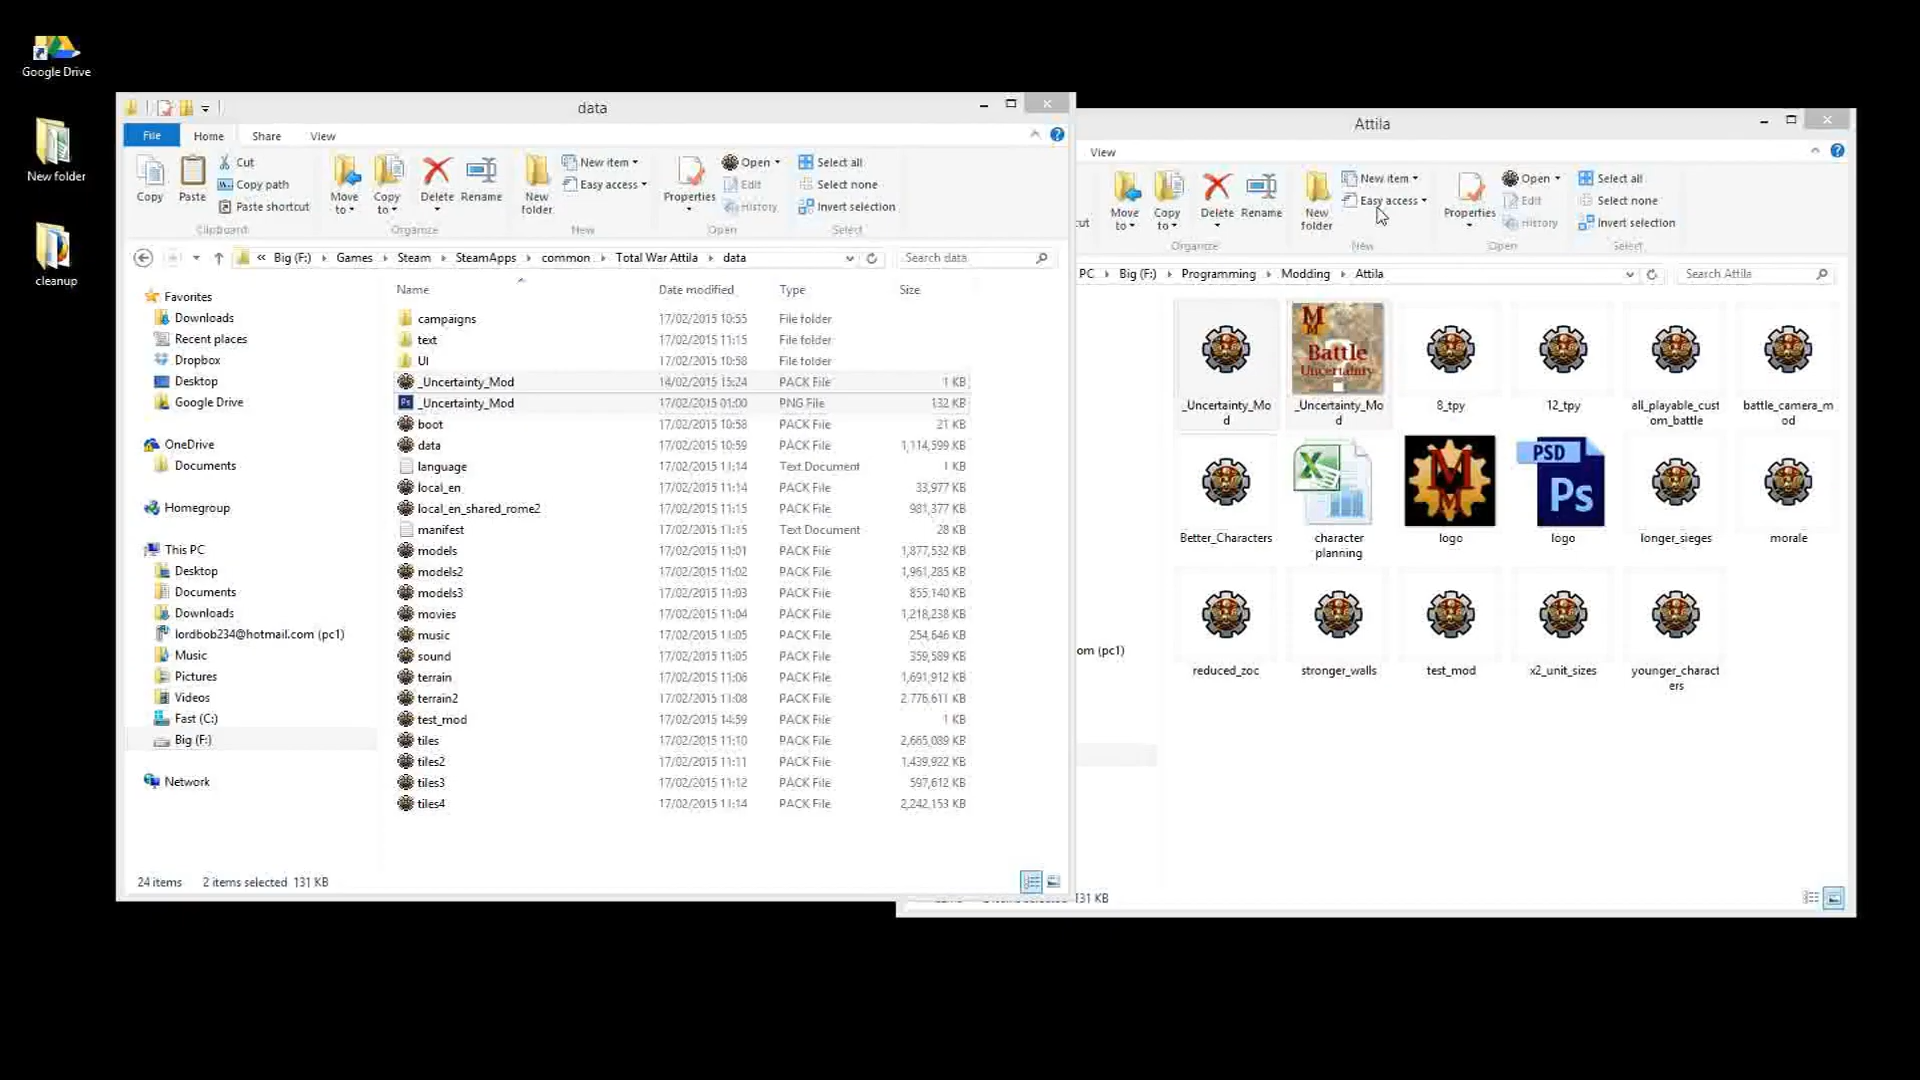 Google Drive
New folder
cleanup
data
File Home Share View
Copy
Paste
Cut
Copy path
Paste shortcut
Clipboard
Move to
Copy to
Delete
Rename
Organize
New folder
New item
Easy access
New
Properties
Open
Edit
History
Open
Select all
Select none
Invert selection
Select
« Big (F:) Games Steam SteamApps common Total War Attila data
Search data
Favorites
Downloads
Recent places
Dropbox
Desktop
Google Drive
OneDrive
Documents
Homegroup
This PC
Desktop
Documents
Downloads
lordbob234@hotmail.com (pc1)
Music
Pictures
Videos
Fast (C:)
Big (F:)
Network
Name Date modified Type Size
campaigns 17/02/2015 10:55 File folder
text 17/02/2015 11:15 File folder
UI 17/02/2015 10:58 File folder
_Uncertainty_Mod 14/02/2015 15:24 PACK File 1 KB
_Uncertainty_Mod 17/02/2015 01:00 PNG File 132 KB
boot 17/02/2015 10:58 PACK File 21 KB
data 17/02/2015 10:59 PACK File 1,114,599 KB
language 17/02/2015 11:14 Text Document 1 KB
local_en 17/02/2015 11:14 PACK File 33,977 KB
local_en_shared_rome2 17/02/2015 11:15 PACK File 981,377 KB
manifest 17/02/2015 11:15 Text Document 28 KB
models 17/02/2015 11:01 PACK File 1,877,532 KB
models2 17/02/2015 11:02 PACK File 1,961,285 KB
models3 17/02/2015 11:03 PACK File 855,140 KB
movies 17/02/2015 11:04 PACK File 1,218,238 KB
music 17/02/2015 11:05 PACK File 254,646 KB
sound 17/02/2015 11:05 PACK File 359,589 KB
terrain 17/02/2015 11:06 PACK File 1,691,912 KB
terrain2 17/02/2015 11:08 PACK File 2,776,611 KB
test_mod 17/02/2015 14:59 PACK File 1 KB
tiles 17/02/2015 11:10 PACK File 2,665,089 KB
tiles2 17/02/2015 11:11 PACK File 1,439,922 KB
tiles3 17/02/2015 11:12 PACK File 597,612 KB
tiles4 17/02/2015 11:14 PACK File 2,242,153 KB
24 items 2 items selected 131 KB
Attila
View
Move to
Copy to
Delete
Rename
Organize
New folder
New item
Easy access
New
Properties
Open
Edit
History
Open
Select all
Select none
Invert selection
Select
PC Big (F:) Programming Modding Attila
Search Attila
om (pc1)
M
M
Battle
Uncertainty
_Uncertainty_Mo
d
_Uncertainty_Mo
d
8_tpy
12_tpy
all_playable_cust
om_battle
battle_camera_m
od
PSD
Ps
Better_Characters
character
planning
logo
logo
longer_sieges
morale
reduced_zoc
stronger_walls
test_mod
x2_unit_sizes
younger_charact
ers
131 KB